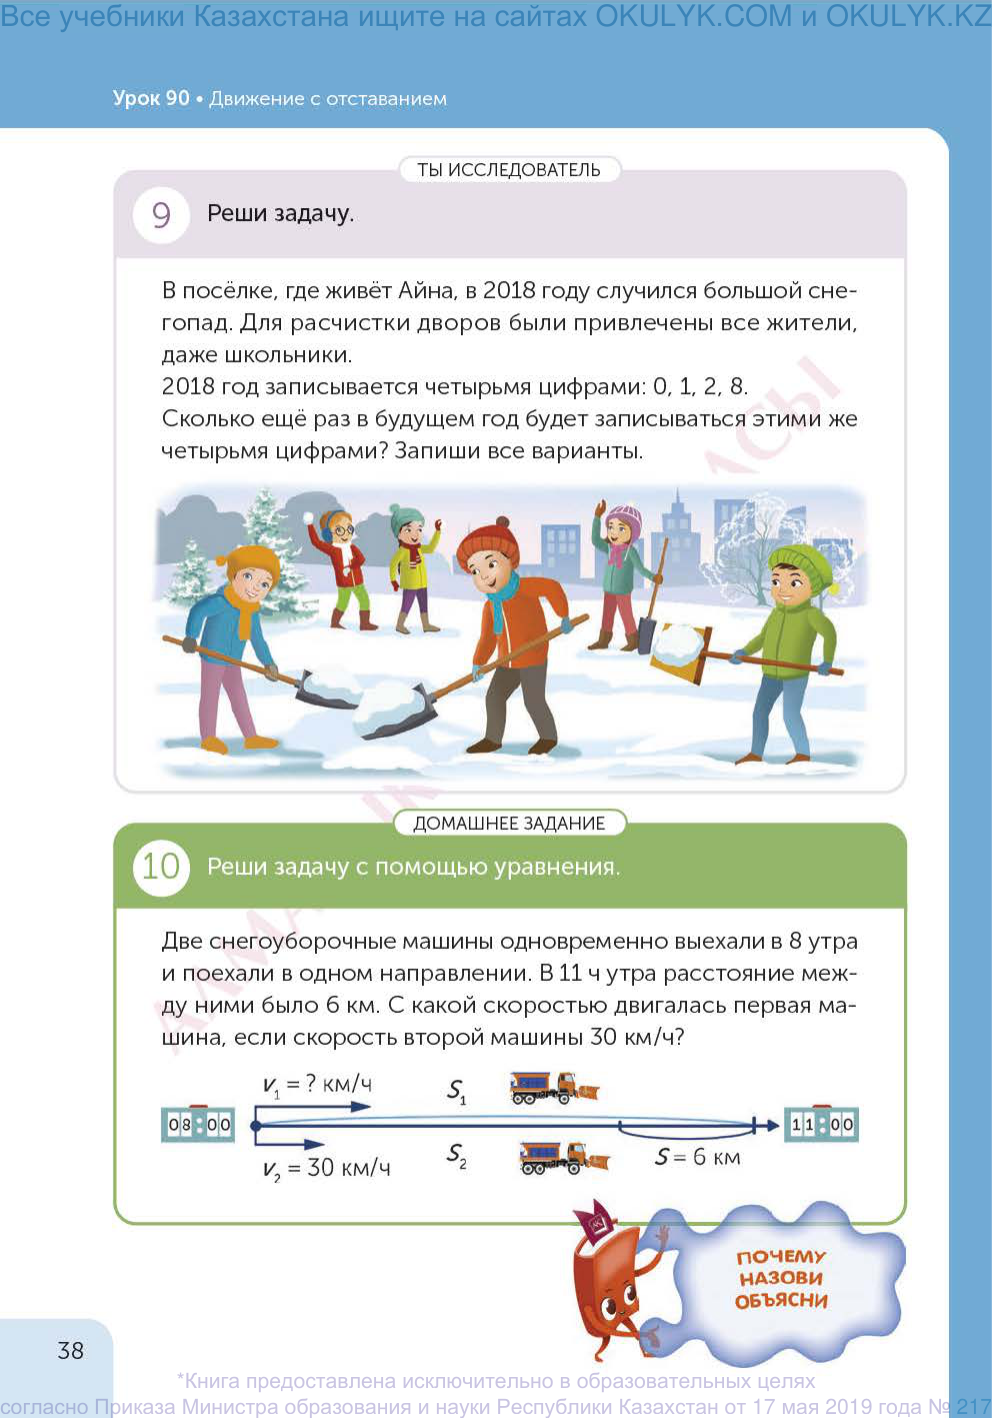 Все учебники Казахстана ищите на сайтах OKULYK.COM и OKULYK.KZ
Урок 90 • Движение с отставанием
ТЫ ИССЛЕДОВАТЕЛЬ
9 Реши задачу.
В посёлке, где живёт Айна, в 2018 году случился большой сне-
гопад. Для расчистки дворов были привлечены все жители,
даже школьники.
2018 год записывается четырьмя цифрами: 0, 1, 2, 8.
Сколько ещё раз в будущем год будет записываться этими же
четырьмя цифрами? Запиши все варианты.
ДОМАШНЕЕ ЗАДАНИЕ
10 Реши задачу с помощью уравнения.
Две снегоуборочные машины одновременно выехали в 8 утра
и поехали в одном направлении. В 11 ч утра расстояние меж-
ду ними было 6 км. С какой скоростью двигалась первая ма-
шина, если скорость второй машины 30 км/ч?
v₁ = ? км/ч S₁
08:00 11:00
v₂ = 30 км/ч S₂ S = 6 км
ПОЧЕМУ
НАЗОВИ
ОБЪЯСНИ
38
*Книга предоставлена исключительно в образовательных целях
согласно Приказа Министра образования и науки Республики Казахстан от 17 мая 2019 года № 217